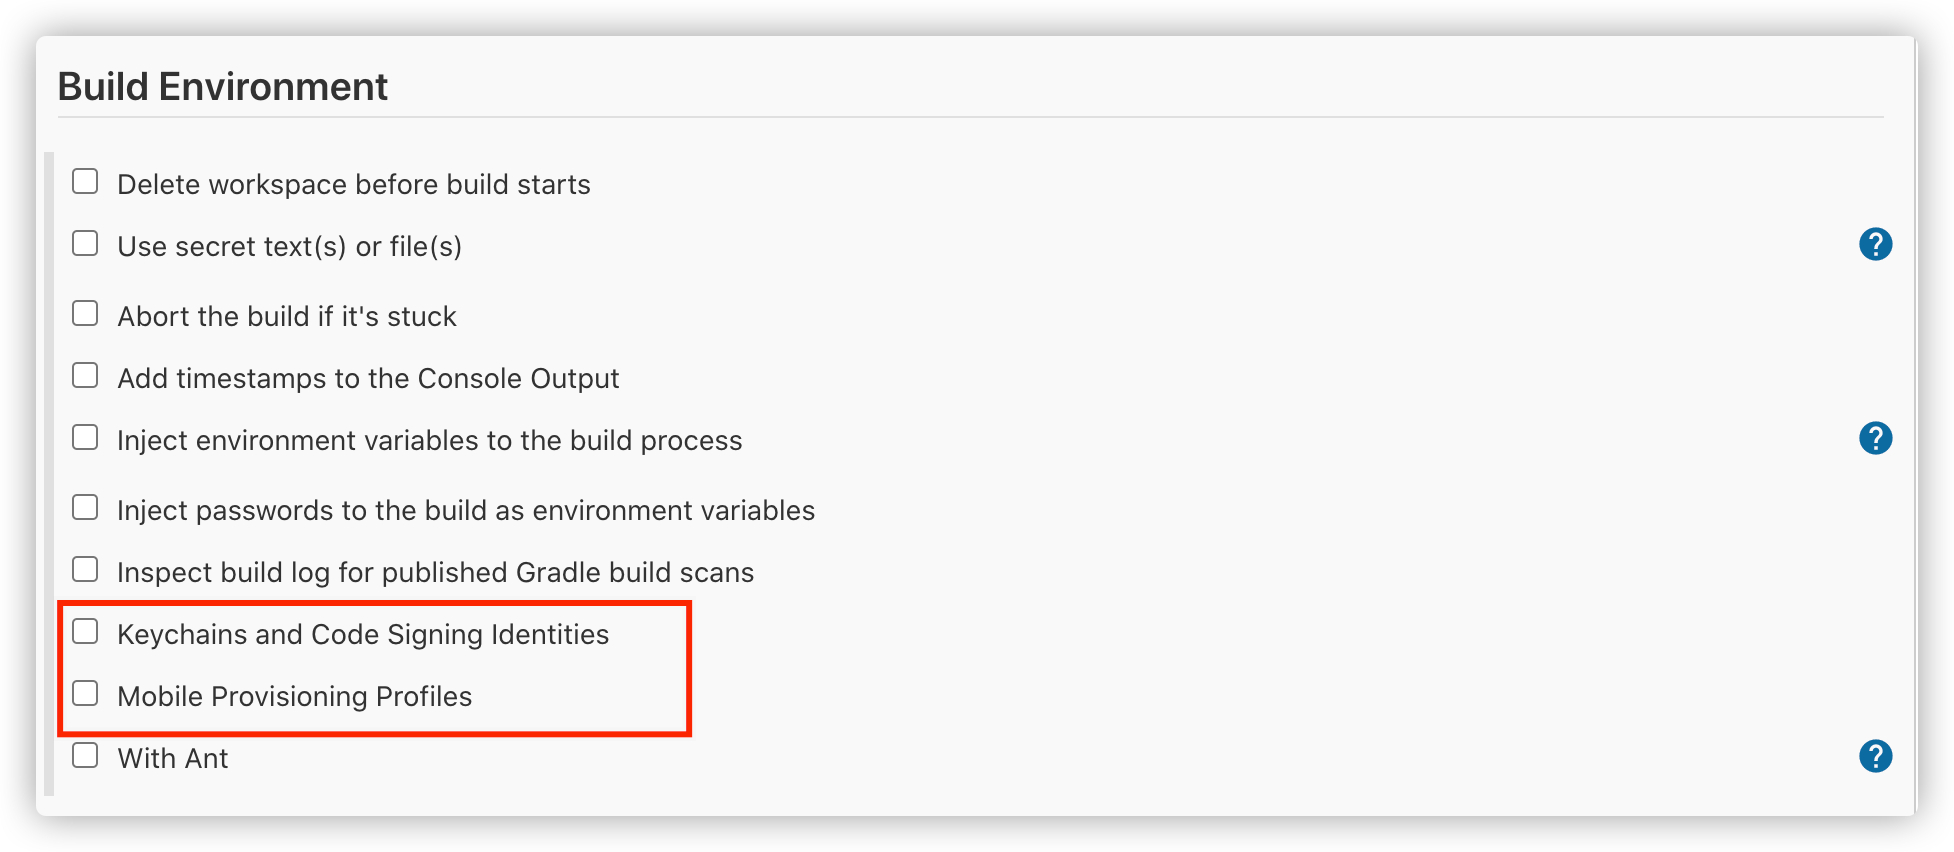 Build Environment
Delete workspace before build starts
Use secret text(s) or file(s)
?
Abort the build if it's stuck
Add timestamps to the Console Output
Inject environment variables to the build process
?
Inject passwords to the build as environment variables
Inspect build log for published Gradle build scans
Keychains and Code Signing Identities
Mobile Provisioning Profiles
With Ant
?